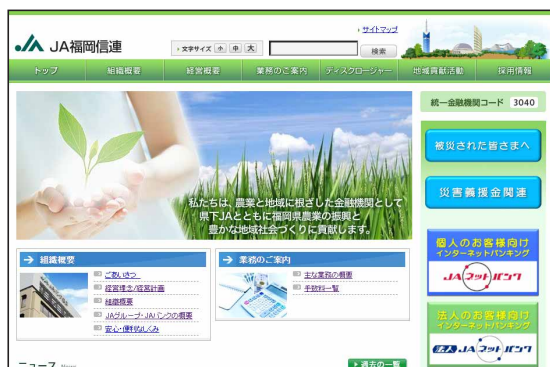 サイトマップ
JA福岡信連
文字サイズ 小 中 大
検索
トップ 組織概要 経営概要 業務のご案内 ディスクロージャー 地域貢献活動 採用情報
統一金融機関コード 3040
被災された皆さまへ
災害義援金関連
私たちは、農業と地域に根ざした金融機関として
県下JAとともに福岡県農業の振興と
豊かな地域社会づくりに貢献します。
個人のお客様向け
インターネットバンキング
JAネットバンク
組織概要
ごあいさつ
経営理念/経営計画
組織概要
JAグループ・JAバンクの概要
安心・便利なしくみ
業務のご案内
主な業務の概要
手数料一覧
法人のお客様向け
インターネットバンキング
法人JAネットバンク
ニュース News
過去の一覧